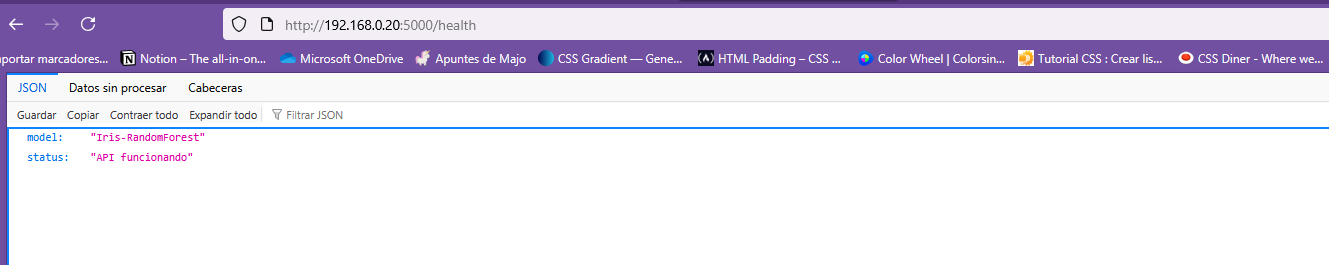 http://192.168.0.20:5000/health
portar marcadores... Notion – The all-in-on... Microsoft OneDrive Apuntes de Majo CSS Gradient — Gene... HTML Padding – CSS ... Color Wheel | Colorsin... Tutorial CSS : Crear lis... CSS Diner - Where we...
JSON Datos sin procesar Cabeceras
Guardar Copiar Contraer todo Expandir todo Filtrar JSON
model: "Iris-RandomForest"
status: "API funcionando"